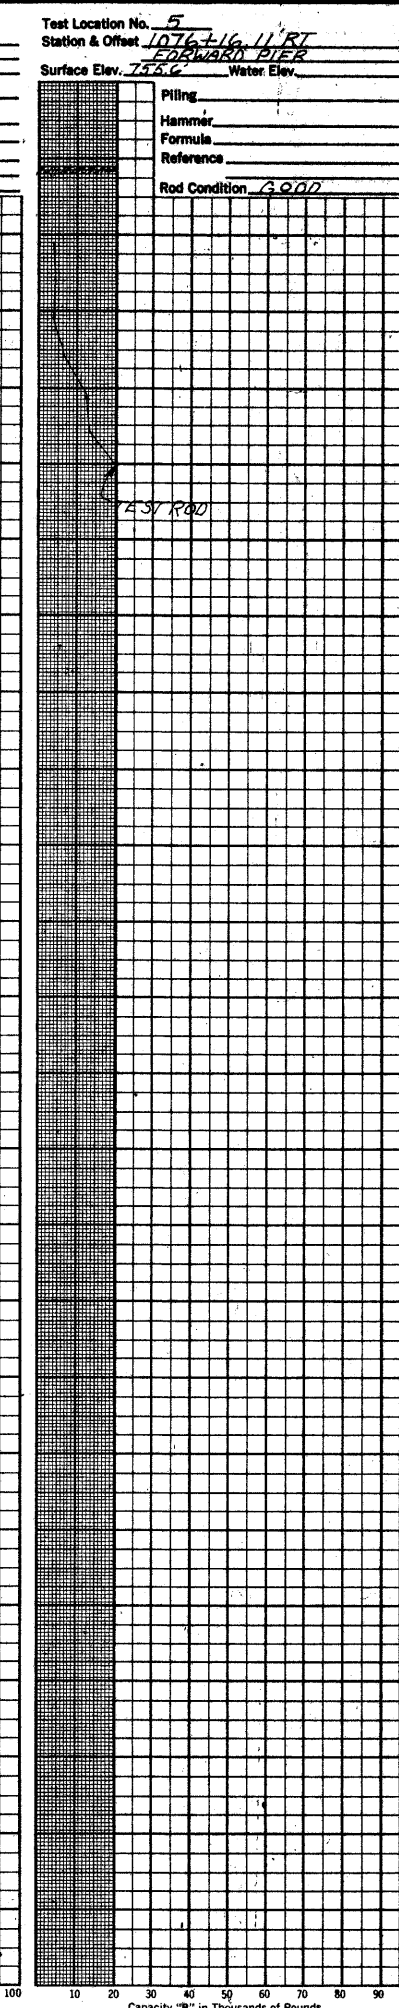 Test Location No. 5
Station & Offset 1076+16, 11' RT
FORWARD PIER
Surface Elev. 755.6 Water Elev.
Piling
Hammer
Formula
Reference
Rod Condition GOOD
TEST ROD
100 10 20 30 40 50 60 70 80 90
Capacity "R" in Thousands of Pounds